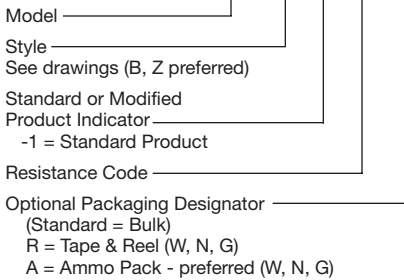 Model
Style
See drawings (B, Z preferred)
Standard or Modified
Product Indicator
-1 = Standard Product
Resistance Code
Optional Packaging Designator
(Standard = Bulk)
R = Tape & Reel (W, N, G)
A = Ammo Pack - preferred (W, N, G)